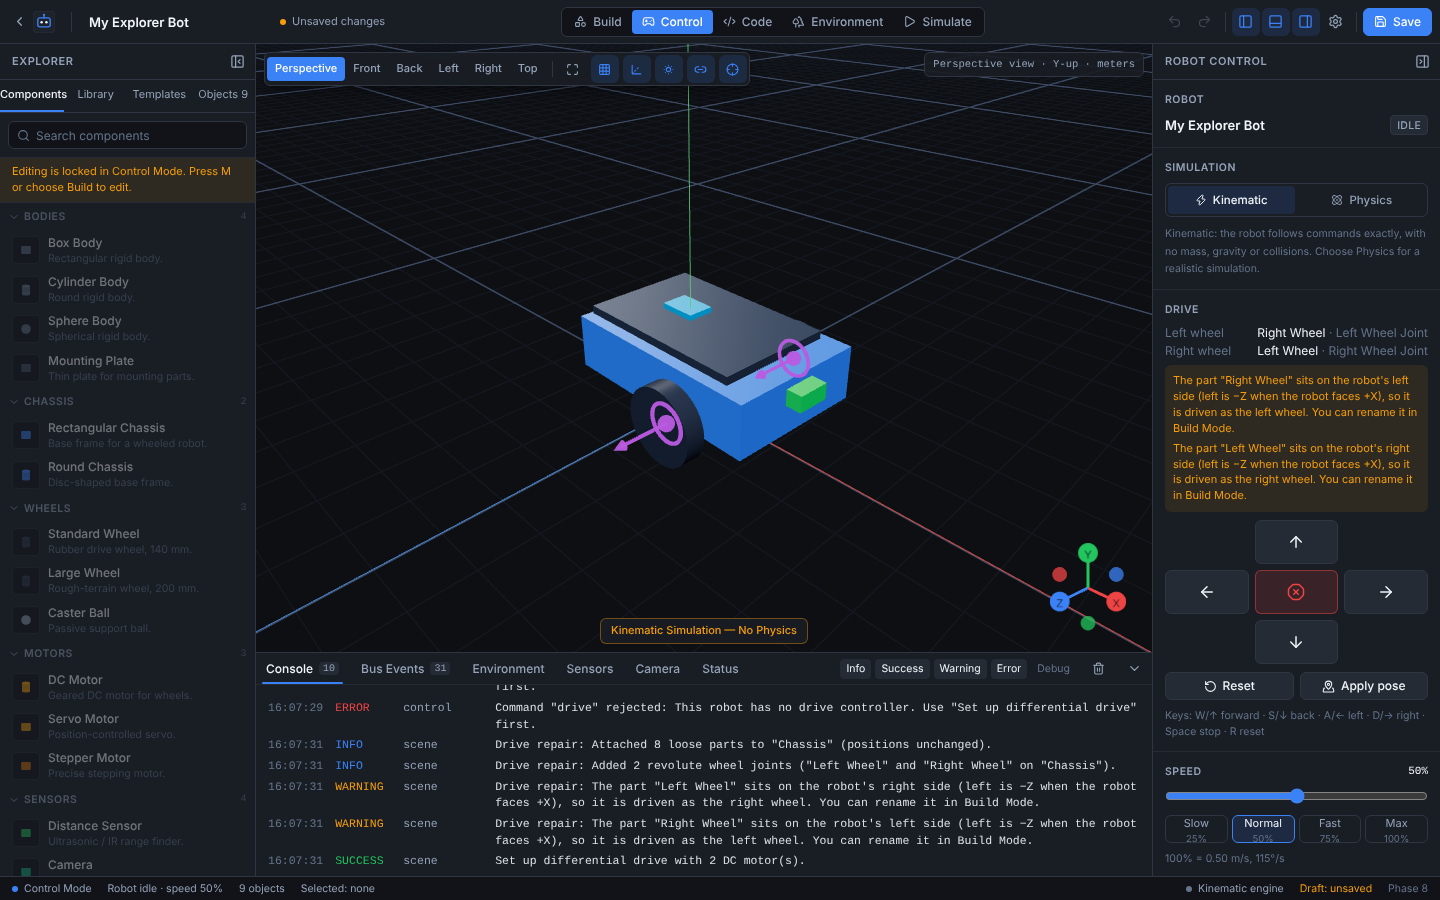 My Explorer Bot
Unsaved changes
Build
Control
Code
Environment
Simulate
Save
EXPLORER
Components
Library
Templates
Objects 9
Search components
Editing is locked in Control Mode. Press M
or choose Build to edit.
BODIES 4
Box Body
Rectangular rigid body.
Cylinder Body
Round rigid body.
Sphere Body
Spherical rigid body.
Mounting Plate
Thin plate for mounting parts.
CHASSIS 2
Rectangular Chassis
Base frame for a wheeled robot.
Round Chassis
Disc-shaped base frame.
WHEELS 3
Standard Wheel
Rubber drive wheel, 140 mm.
Large Wheel
Rough-terrain wheel, 200 mm.
Caster Ball
Passive support ball.
MOTORS 3
DC Motor
Geared DC motor for wheels.
Servo Motor
Position-controlled servo.
Stepper Motor
Precise stepping motor.
SENSORS 4
Distance Sensor
Ultrasonic / IR range finder.
Camera
Perspective
Front
Back
Left
Right
Top
Perspective view · Y-up · meters
Y
Z
X
Kinematic Simulation — No Physics
Console 10
Bus Events 31
Environment
Sensors
Camera
Status
Info
Success
Warning
Error
Debug
first.
16:07:29 ERROR control Command "drive" rejected: This robot has no drive controller. Use "Set up differential drive"
first.
16:07:31 INFO scene Drive repair: Attached 8 loose parts to "Chassis" (positions unchanged).
16:07:31 INFO scene Drive repair: Added 2 revolute wheel joints ("Left Wheel" and "Right Wheel" on "Chassis").
16:07:31 WARNING scene Drive repair: The part "Left Wheel" sits on the robot's right side (left is −Z when the robot
faces +X), so it is driven as the right wheel. You can rename it in Build Mode.
16:07:31 WARNING scene Drive repair: The part "Right Wheel" sits on the robot's left side (left is −Z when the robot
faces +X), so it is driven as the left wheel. You can rename it in Build Mode.
16:07:31 SUCCESS scene Set up differential drive with 2 DC motor(s).
ROBOT CONTROL
ROBOT
My Explorer Bot
IDLE
SIMULATION
Kinematic
Physics
Kinematic: the robot follows commands exactly, with
no mass, gravity or collisions. Choose Physics for a
realistic simulation.
DRIVE
Left wheel Right Wheel · Left Wheel Joint
Right wheel Left Wheel · Right Wheel Joint
The part "Right Wheel" sits on the robot's left
side (left is −Z when the robot faces +X), so it
is driven as the left wheel. You can rename it in
Build Mode.
The part "Left Wheel" sits on the robot's right
side (left is −Z when the robot faces +X), so it
is driven as the right wheel. You can rename it
in Build Mode.
Reset
Apply pose
Keys: W/↑ forward · S/↓ back · A/← left · D/→ right ·
Space stop · R reset
SPEED 50%
Slow
25%
Normal
50%
Fast
75%
Max
100%
100% = 0.50 m/s, 115°/s
Control Mode
Robot idle · speed 50%
9 objects
Selected: none
Kinematic engine
Draft: unsaved
Phase 8